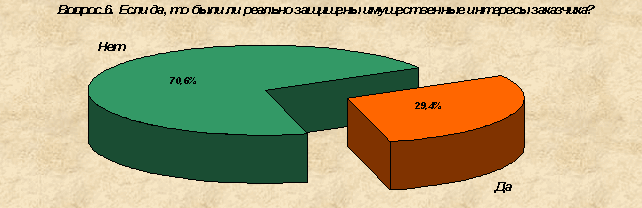 Вопрос 6. Если да, то были ли реально защищены имущественные интересы заказчика?
Нет
70,6%
29,4%
Да